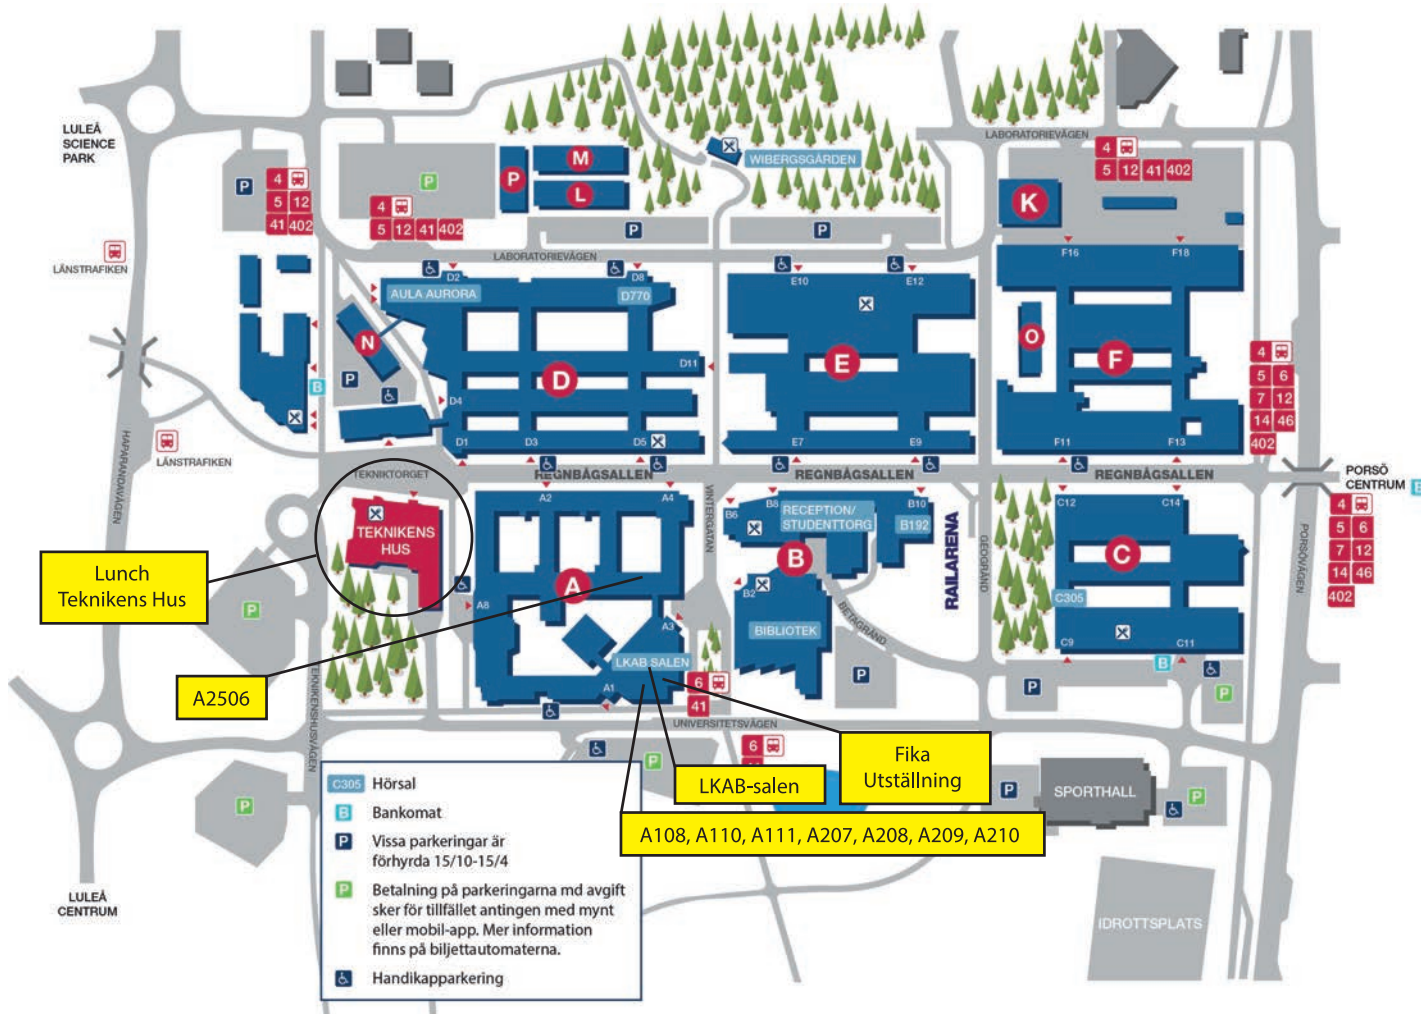 LULEÅ
SCIENCE
PARK
P
4
5 12
41 402
P
4
5 12 41 402
P
M
L
WIBERGSGÅRDEN
P
P
LABORATORIEVÄGEN
4
5 12 41 402
K
LÄNSTRAFIKEN
LABORATORIEVÄGEN
D2
D8
AULA AURORA
D770
E10
E12
F16
F18
N
P
B
D
D11
E
O
F
4
5 6
7 12
14 46
402
D4
D1
D3
D5
E7
E9
F11
F13
LÄNSTRAFIKEN
HAPARANDAVÄGEN
TEKNIKTORGET
REGNBÅGSALLEN
REGNBÅGSALLEN
REGNBÅGSALLEN
PORSÖ
CENTRUM
B
4
5 6
7 12
14 46
402
PORSÖVÄGEN
TEKNIKENS
HUS
A2
A4
VINTERGATAN
B6
B8
B10
RECEPTION/
STUDENTTORG
B192
RAILARENA
GEOGRÄND
C12
C14
Lunch
Teknikens Hus
P
A
A8
A3
B
B2
BIBLIOTEK
BETAGRÄND
C
C305
C9
C11
B
LKAB SALEN
A1
6
41
P
P
P
A2506
TEKNIKENSHUSVÄGEN
UNIVERSITETSVÄGEN
P
6
Fika
Utställning
LKAB-salen
A108, A110, A111, A207, A208, A209, A210
P
SPORTHALL
P
P
IDROTTSPLATS
LULEÅ
CENTRUM
C305 Hörsal
B Bankomat
P Vissa parkeringar är
förhyrda 15/10-15/4
P Betalning på parkeringarna md avgift
sker för tillfället antingen med mynt
eller mobil-app. Mer information
finns på biljettautomaterna.
Handikapparkering